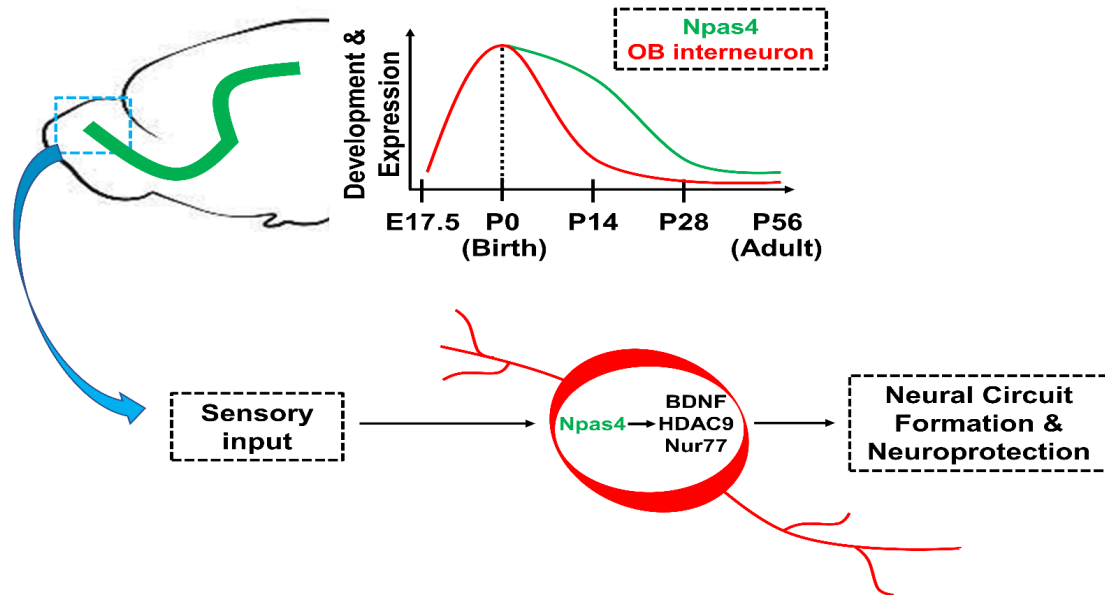 Development &
Expression
Npas4
OB interneuron
E17.5 P0 P14 P28 P56
(Birth) (Adult)
Sensory
input
Npas4
BDNF
HDAC9
Nur77
Neural Circuit
Formation &
Neuroprotection